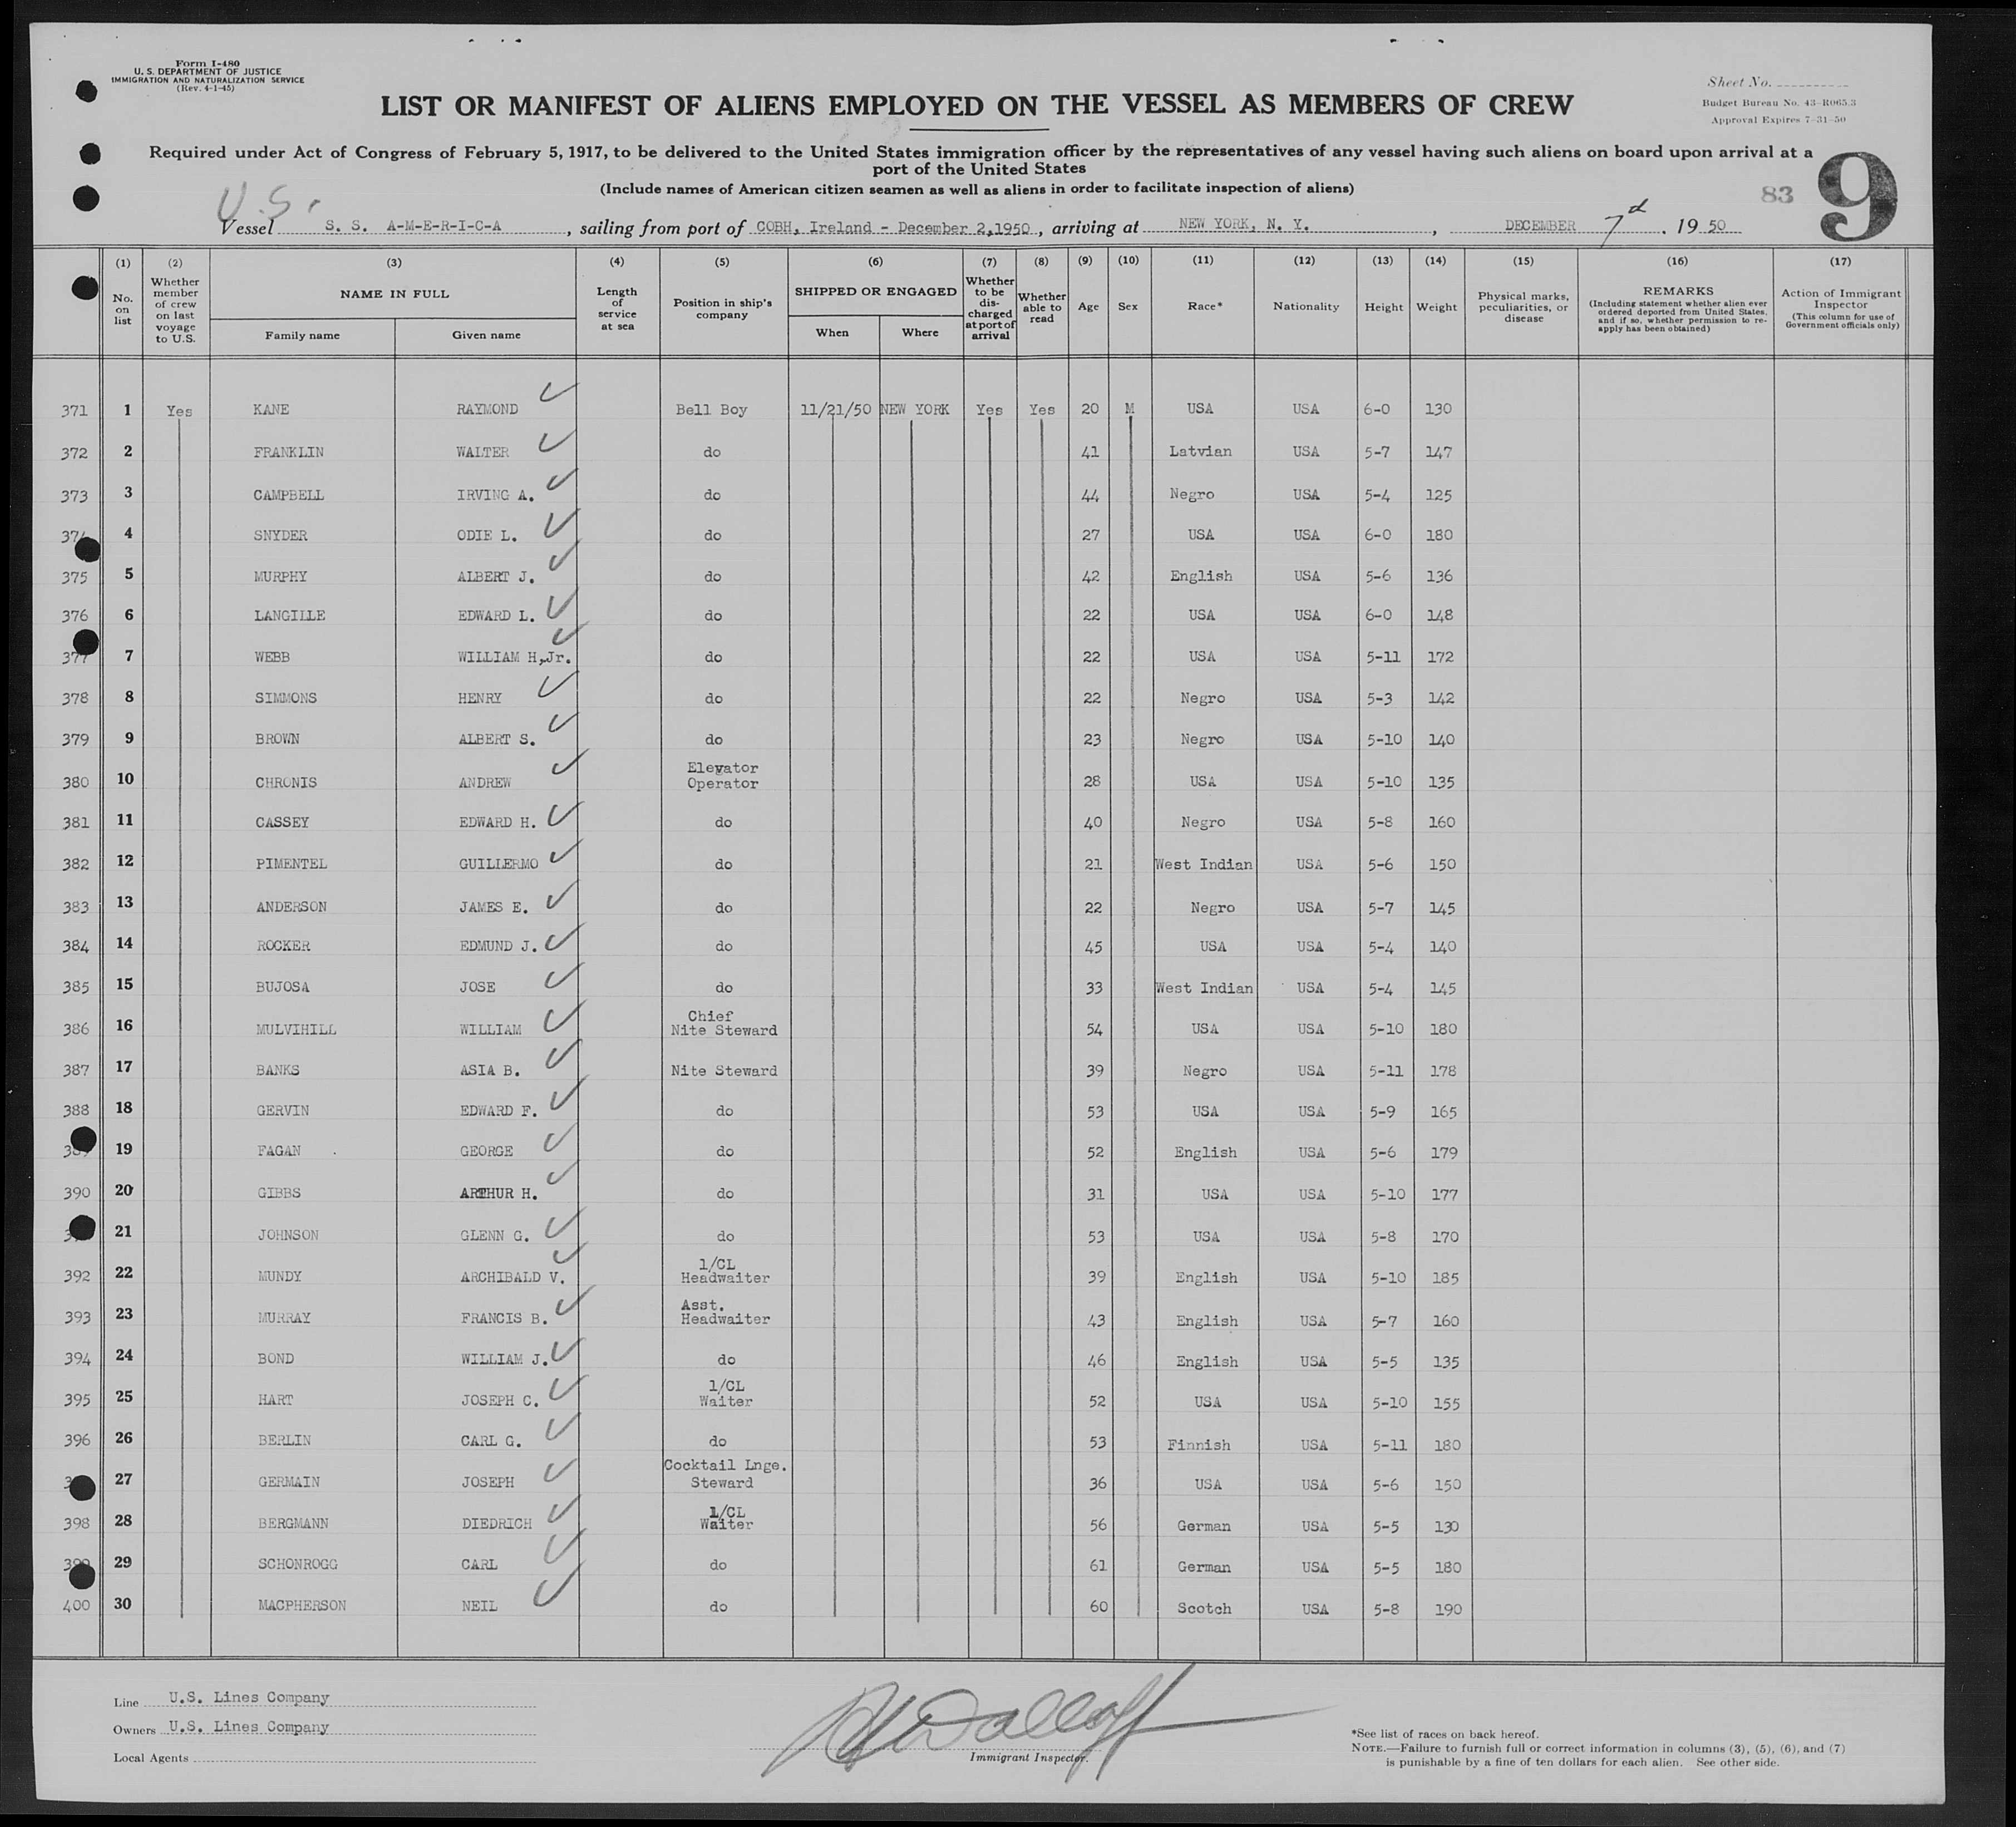 Form I-480
U. S. DEPARTMENT OF JUSTICE
IMMIGRATION AND NATURALIZATION SERVICE
(Rev. 4-1-45)
Sheet No.
Budget Bureau No. 43-R065.3
Approval Expires 7-31-50
LIST OR MANIFEST OF ALIENS EMPLOYED ON THE VESSEL AS MEMBERS OF CREW
Required under Act of Congress of February 5, 1917, to be delivered to the United States immigration officer by the representatives of any vessel having such aliens on board upon arrival at a
port of the United States
(Include names of American citizen seamen as well as aliens in order to facilitate inspection of aliens)
83 9
U.S.
Vessel S. S. A-M-E-R-I-C-A , sailing from port of COBH, Ireland - December 2,1950, arriving at NEW YORK, N. Y. , DECEMBER 7d , 19 50
(1) (2) (3) (4) (5) (6) (7) (8) (9) (10) (11) (12) (13) (14) (15) (16) (17)
No. on list Whether member of crew on last voyage to U.S. NAME IN FULL Family name Given name Length of service at sea Position in ship's company SHIPPED OR ENGAGED When Where Whether to be discharged at port of arrival Whether able to read Age Sex Race* Nationality Height Weight Physical marks, peculiarities, or disease REMARKS (Including statement whether alien ever ordered deported from United States, and if so, whether permission to reapply has been obtained) Action of Immigrant Inspector (This column for use of Government officials only)
371 1 Yes KANE RAYMOND Bell Boy 11/21/50 NEW YORK Yes Yes 20 M USA USA 6-0 130
372 2 FRANKLIN WALTER do 41 Latvian USA 5-7 147
373 3 CAMPBELL IRVING A. do 44 Negro USA 5-4 125
4 SNYDER ODIE L. do 27 USA USA 6-0 180
375 5 MURPHY ALBERT J. do 42 English USA 5-6 136
376 6 LANGILLE EDWARD L. do 22 USA USA 6-0 148
377 7 WEBB WILLIAM H,Jr. do 22 USA USA 5-11 172
378 8 SIMMONS HENRY do 22 Negro USA 5-3 142
379 9 BROWN ALBERT S. do 23 Negro USA 5-10 140
380 10 CHRONIS ANDREW Elevator Operator 28 USA USA 5-10 135
381 11 CASSEY EDWARD H. do 40 Negro USA 5-8 160
382 12 PIMENTEL GUILLERMO do 21 West Indian USA 5-6 150
383 13 ANDERSON JAMES E. do 22 Negro USA 5-7 145
384 14 ROCKER EDMUND J. do 45 USA USA 5-4 140
385 15 BUJOSA JOSE do 33 West Indian USA 5-4 145
386 16 MULVIHILL WILLIAM Chief Nite Steward 54 USA USA 5-10 180
387 17 BANKS ASIA B. Nite Steward 39 Negro USA 5-11 178
388 18 GERVIN EDWARD F. do 53 USA USA 5-9 165
19 FAGAN GEORGE do 52 English USA 5-6 179
390 20 GIBBS ARTHUR H. do 31 USA USA 5-10 177
21 JOHNSON GLENN G. do 53 USA USA 5-8 170
392 22 MUNDY ARCHIBALD V. 1/CL Headwaiter 39 English USA 5-10 185
393 23 MURRAY FRANCIS B. Asst. Headwaiter 43 English USA 5-7 160
394 24 BOND WILLIAM J. do 46 English USA 5-5 135
395 25 HART JOSEPH C. 1/CL Waiter 52 USA USA 5-10 155
396 26 BERLIN CARL G. do 53 Finnish USA 5-11 180
27 GERMAIN JOSEPH Cocktail Lnge. Steward 36 USA USA 5-6 150
398 28 BERGMANN DIEDRICH 1/CL Waiter 56 German USA 5-5 130
399 29 SCHONROGG CARL do 61 German USA 5-5 180
400 30 MACPHERSON NEIL do 60 Scotch USA 5-8 190
Line U.S. Lines Company
Owners U.S. Lines Company
Local Agents
Immigrant Inspector.
*See list of races on back hereof.
NOTE.—Failure to furnish full or correct information in columns (3), (5), (6), and (7)
is punishable by a fine of ten dollars for each alien. See other side.